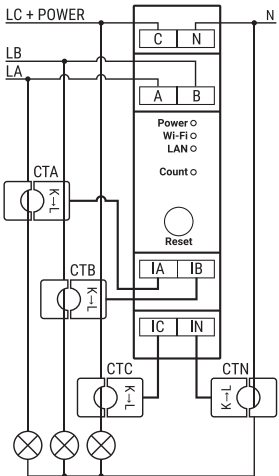 LC + POWER
N
C N
LB
LA
A B
Power
Wi-Fi
LAN
Count
CTA
K→L
Reset
CTB
K→L
IA IB
IC IN
CTC
K→L
CTN
K→L